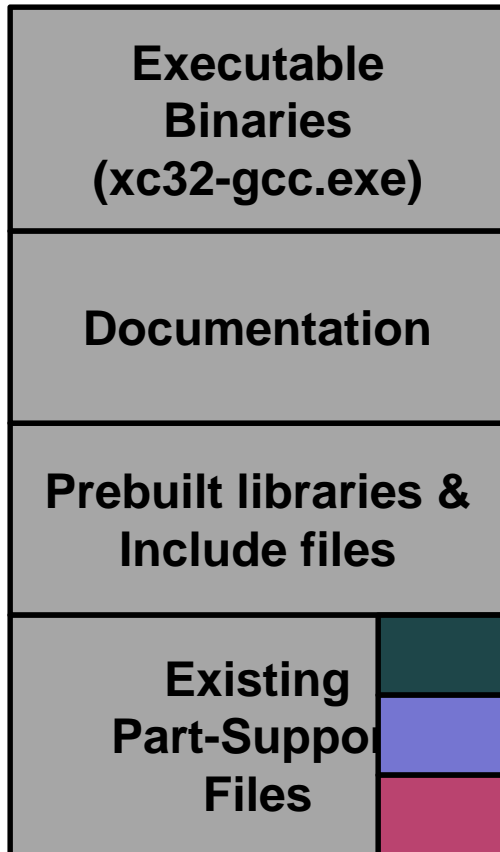 Executable
Binaries
(xc32-gcc.exe)
Documentation
Prebuilt libraries &
Include files
Existing
Part-Suppor
Files